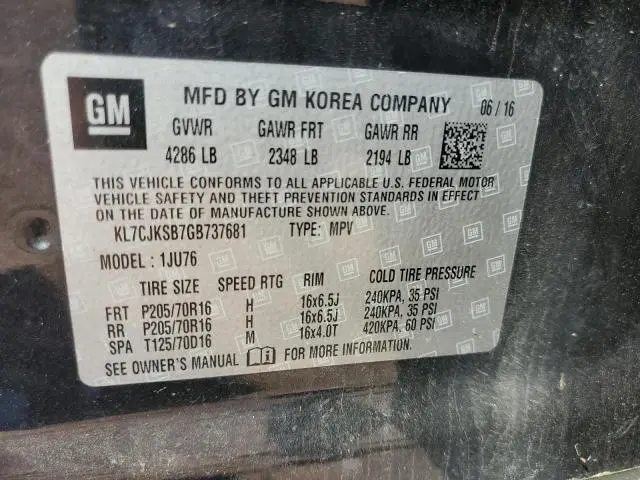 GM
MFD BY GM KOREA COMPANY 06 / 16
GVWR GAWR FRT GAWR RR
4286 LB 2348 LB 2194 LB
THIS VEHICLE CONFORMS TO ALL APPLICABLE U.S. FEDERAL MOTOR
VEHICLE SAFETY AND THEFT PREVENTION STANDARDS IN EFFECT
ON THE DATE OF MANUFACTURE SHOWN ABOVE.
KL7CJKSB7GB737681 TYPE: MPV
MODEL : 1JU76
TIRE SIZE SPEED RTG RIM COLD TIRE PRESSURE
FRT P205/70R16 H 16x6.5J 240KPA, 35 PSI
RR P205/70R16 H 16x6.5J 240KPA, 35 PSI
SPA T125/70D16 M 16x4.0T 420KPA, 60 PSI
SEE OWNER'S MANUAL FOR MORE INFORMATION.